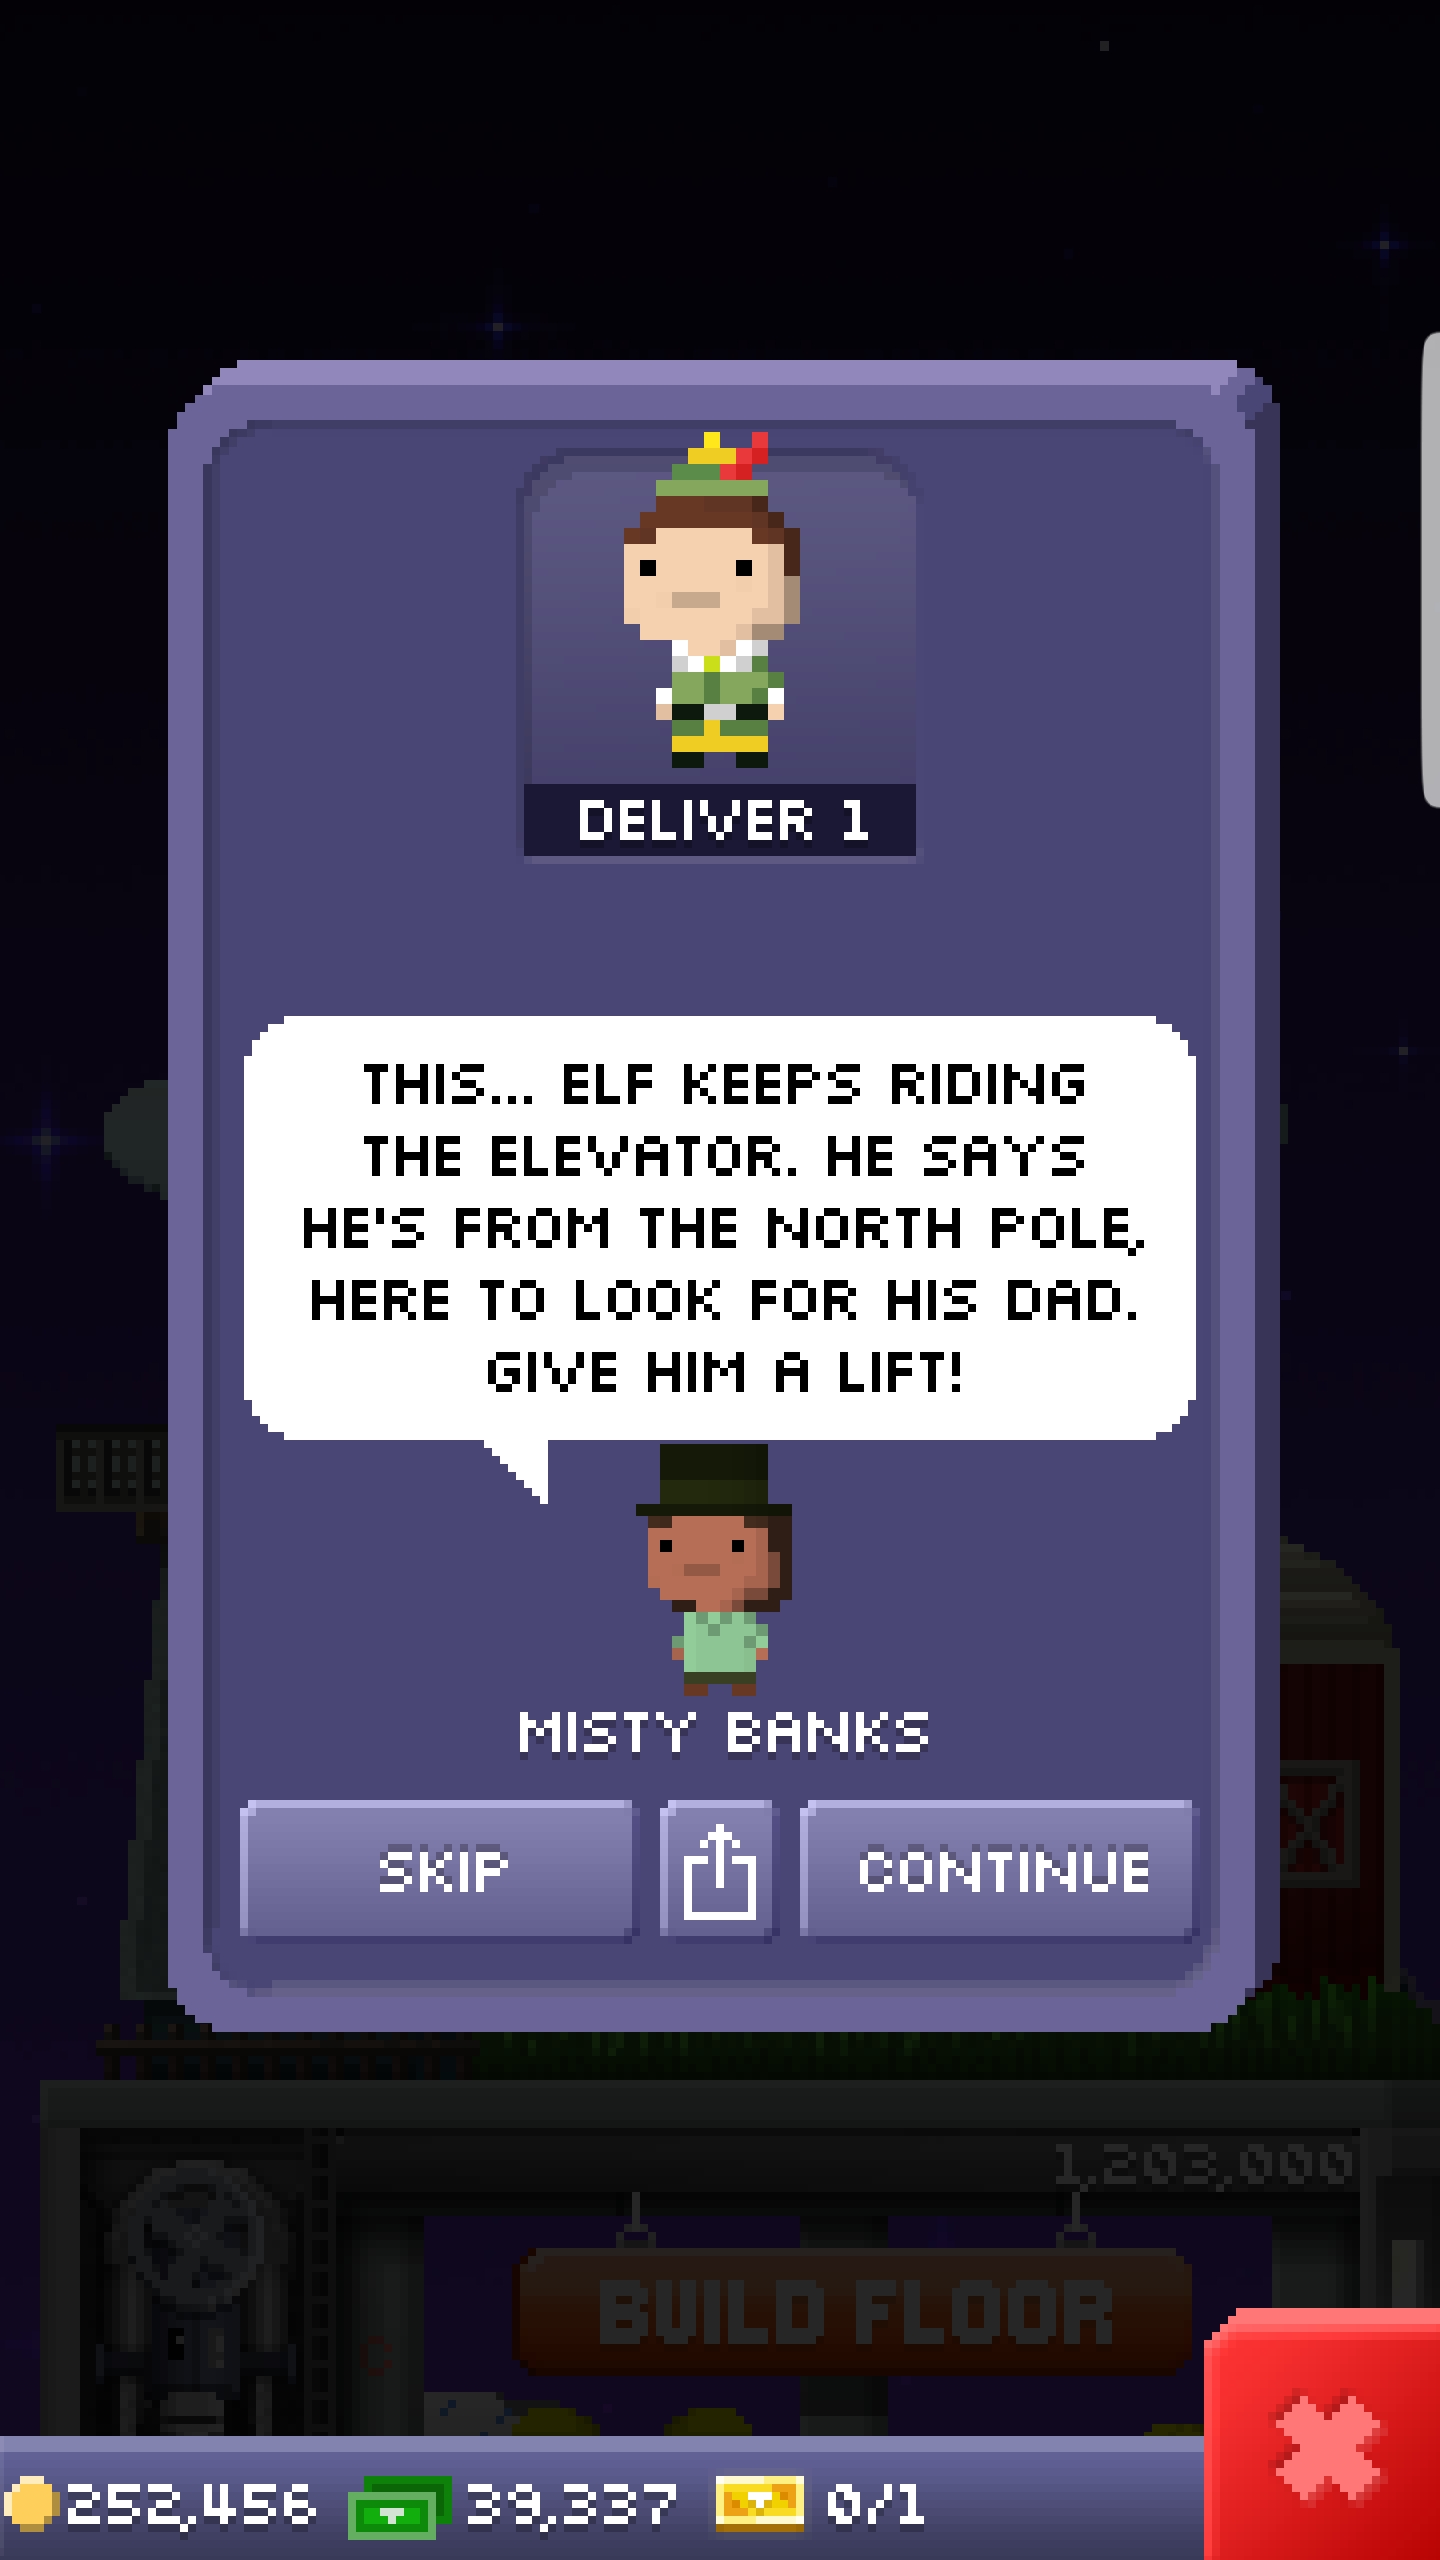 DELIVER 1
THIS... ELF KEEPS RIDING
THE ELEVATOR. HE SAYS
HE'S FROM THE NORTH POLE,
HERE TO LOOK FOR HIS DAD.
GIVE HIM A LIFT!
MISTY BANKS
SKIP
CONTINUE
1,203,000
BUILD FLOOR
252,456 39,337 0/1